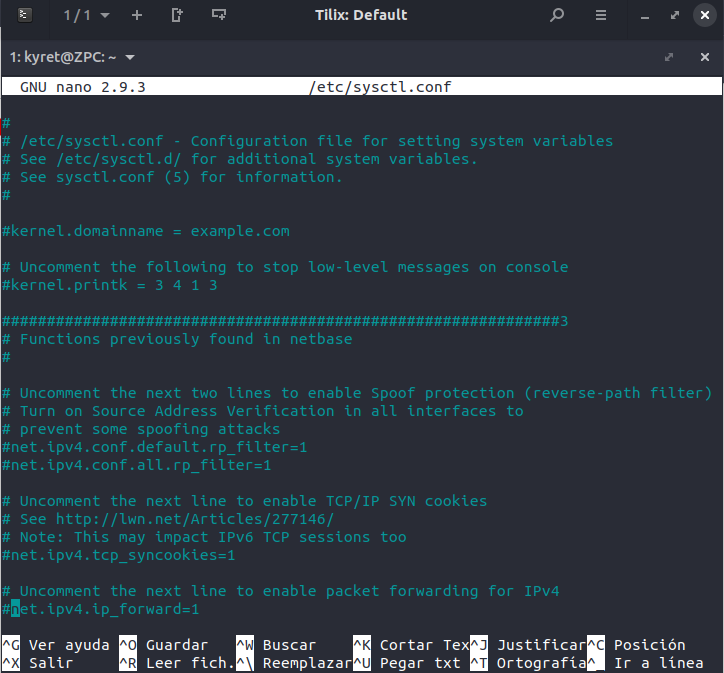 1 / 1
Tilix: Default
1: kyret@ZPC: ~
GNU nano 2.9.3 /etc/sysctl.conf
#
# /etc/sysctl.conf - Configuration file for setting system variables
# See /etc/sysctl.d/ for additional system variables.
# See sysctl.conf (5) for information.
#
#kernel.domainname = example.com
# Uncomment the following to stop low-level messages on console
#kernel.printk = 3 4 1 3
##############################################################3
# Functions previously found in netbase
#
# Uncomment the next two lines to enable Spoof protection (reverse-path filter)
# Turn on Source Address Verification in all interfaces to
# prevent some spoofing attacks
#net.ipv4.conf.default.rp_filter=1
#net.ipv4.conf.all.rp_filter=1
# Uncomment the next line to enable TCP/IP SYN cookies
# See http://lwn.net/Articles/277146/
# Note: This may impact IPv6 TCP sessions too
#net.ipv4.tcp_syncookies=1
# Uncomment the next line to enable packet forwarding for IPv4
#net.ipv4.ip_forward=1
^G Ver ayuda ^O Guardar ^W Buscar ^K Cortar Tex ^J Justificar ^C Posición
^X Salir ^R Leer fich. ^\ Reemplazar ^U Pegar txt ^T Ortografía ^_ Ir a línea